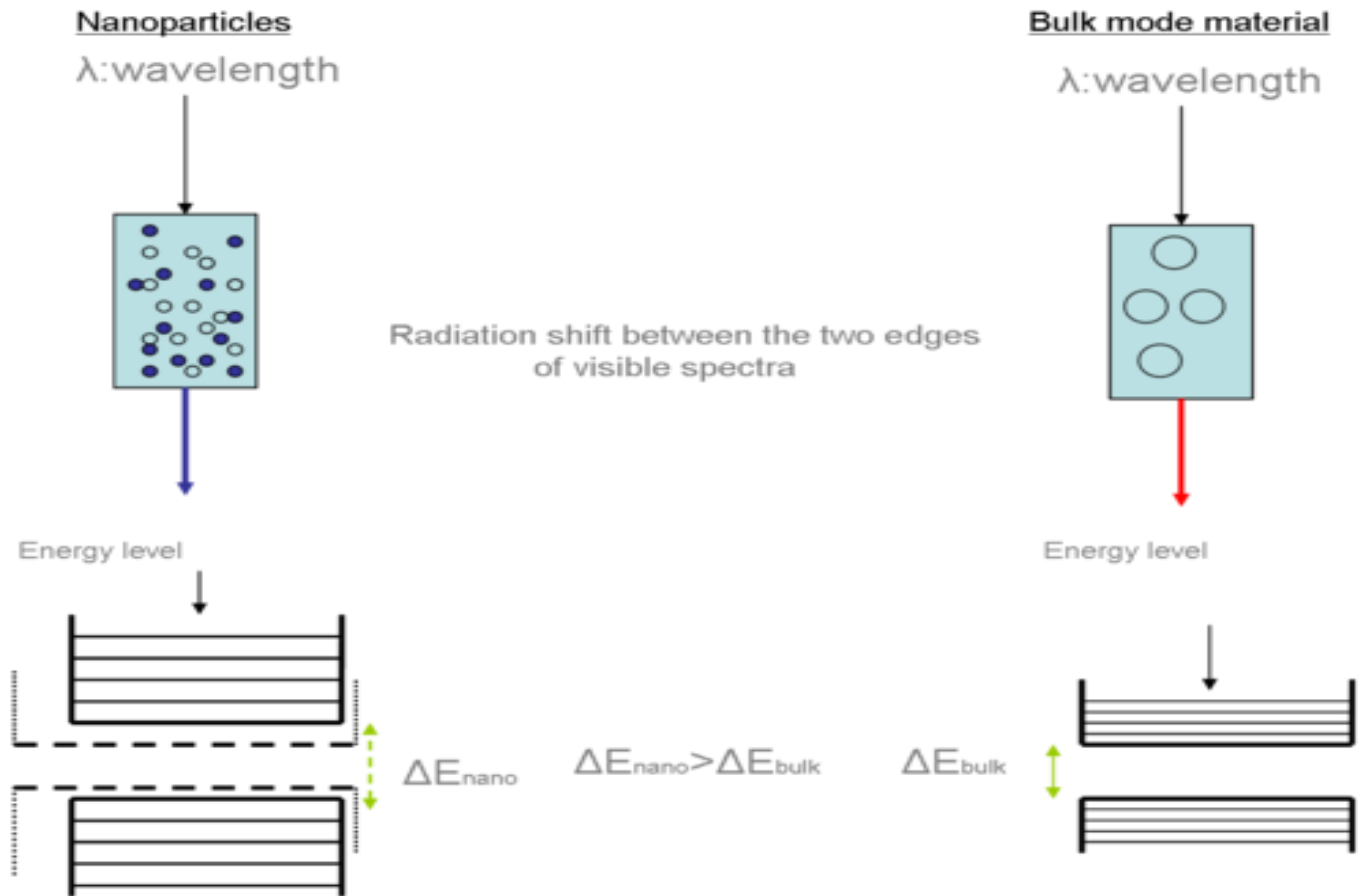 Nanoparticles
λ:wavelength
Bulk mode material
λ:wavelength
Radiation shift between the two edges
of visible spectra
Energy level
Energy level
ΔEnano
ΔEnano>ΔEbulk
ΔEbulk